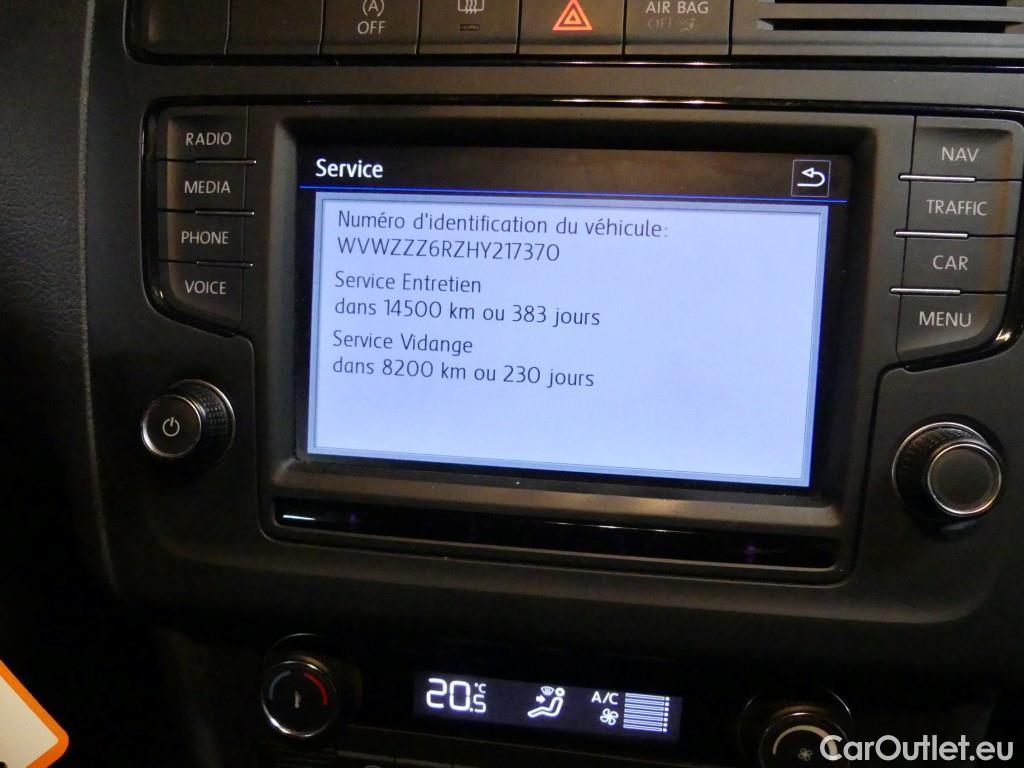 A
OFF
AIR BAG
OFF
RADIO
MEDIA
PHONE
VOICE
Service
Numéro d'identification du véhicule:
WVWZZZ6RZHY217370
Service Entretien
dans 14500 km ou 383 jours
Service Vidange
dans 8200 km ou 230 jours
NAV
TRAFFIC
CAR
MENU
20.5 °C
A/C
CarOutlet.eu